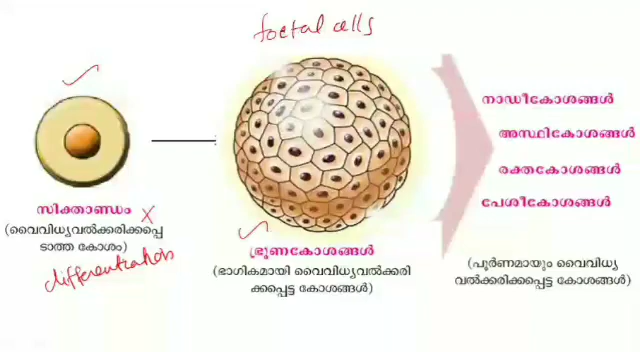 foetal cells
സിക്താണ്ഡം
(വൈവിധ്യവൽക്കരിക്കപ്പെ
ടാത്ത കോശം)
differentiation
ഭ്രൂണകോശങ്ങൾ
(ഭാഗികമായി വൈവിധ്യവൽക്കരി
ക്കപ്പെട്ട കോശങ്ങൾ)
നാഡീകോശങ്ങൾ
അസ്ഥികോശങ്ങൾ
രക്തകോശങ്ങൾ
പേശീകോശങ്ങൾ
(പൂർണമായും വൈവിധ്യ
വൽക്കരിക്കപ്പെട്ട കോശങ്ങൾ)